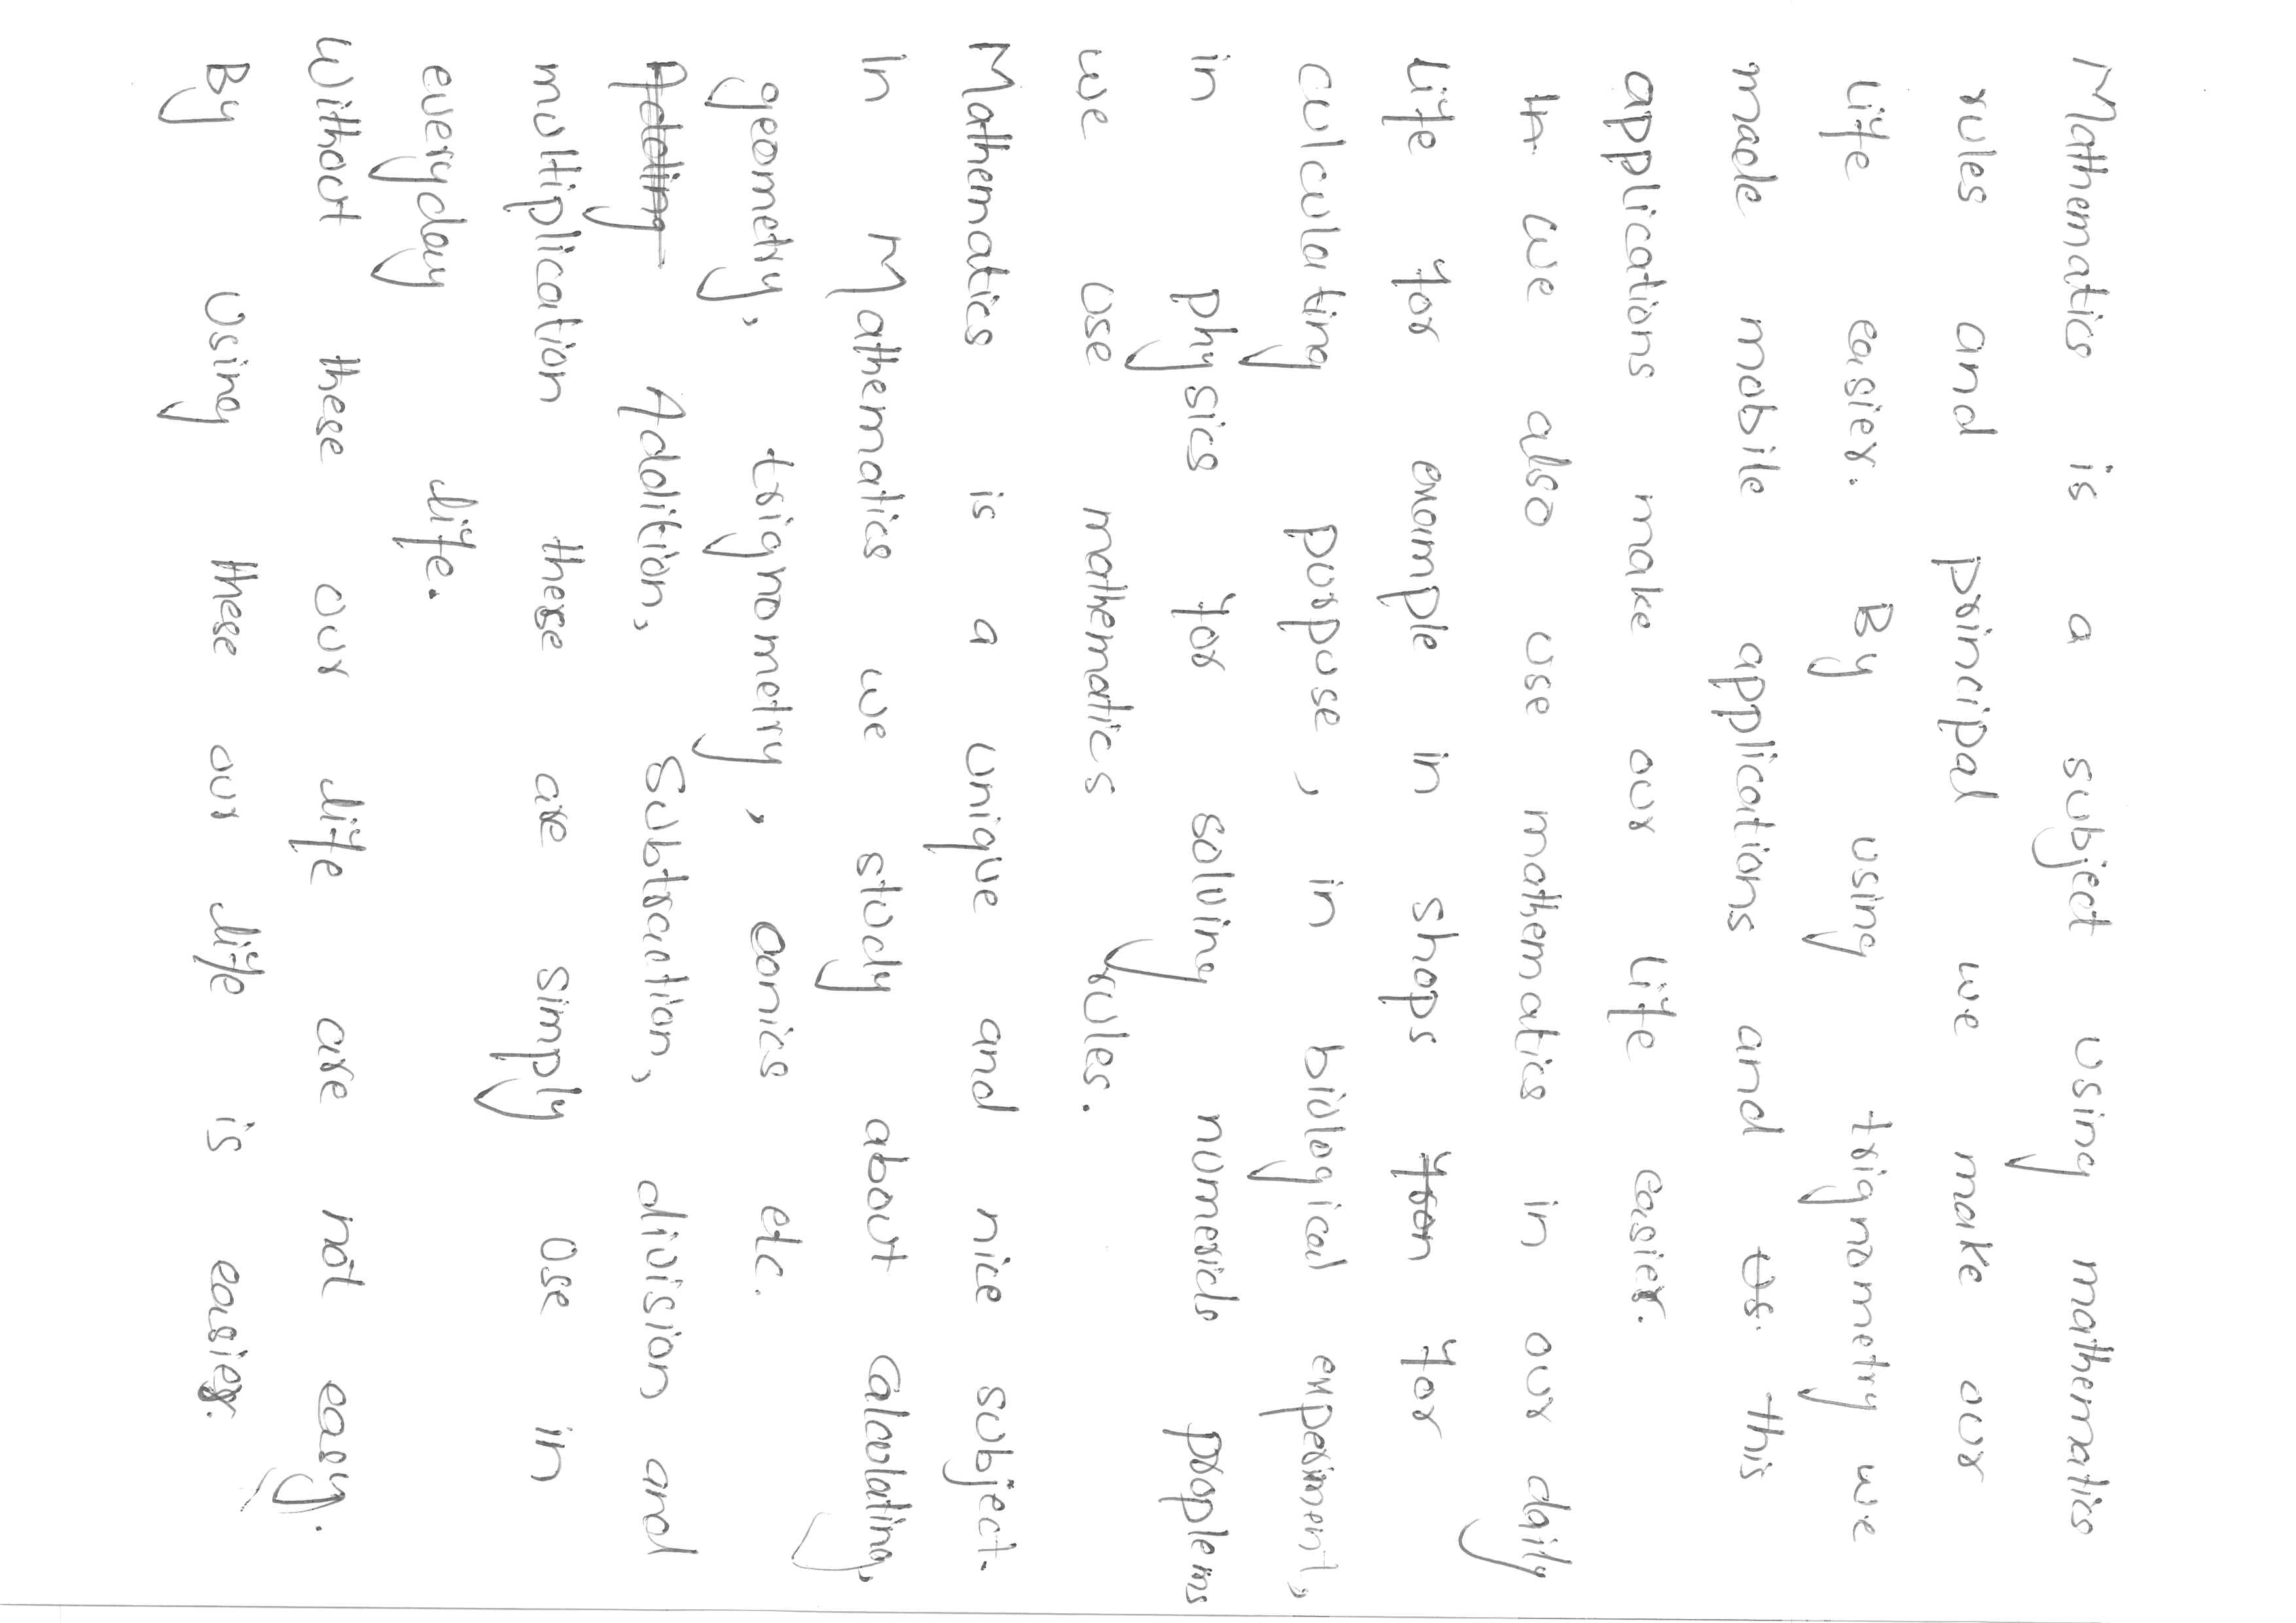 Mathematics is a subject using mathematics
rules and principal we make our
life easier. By using trignometry we
made mobile applications and Us. this
applications make our life easier.
In we also use mathematics in our daily
life for example in shops fron for
culculating purpuse, in biological experiment,
in physics for solving numericls proplems
we use mathematics rules.
Mathematics is a unique and nice subject.
In Mathematics we study about Calculating,
geometry, trignometry, conics etc.
Adding Addition, Subtraction, division and
multiplication these are simply use in
everyday life.
Without these our life are not easy.
By Using these our life is easier.